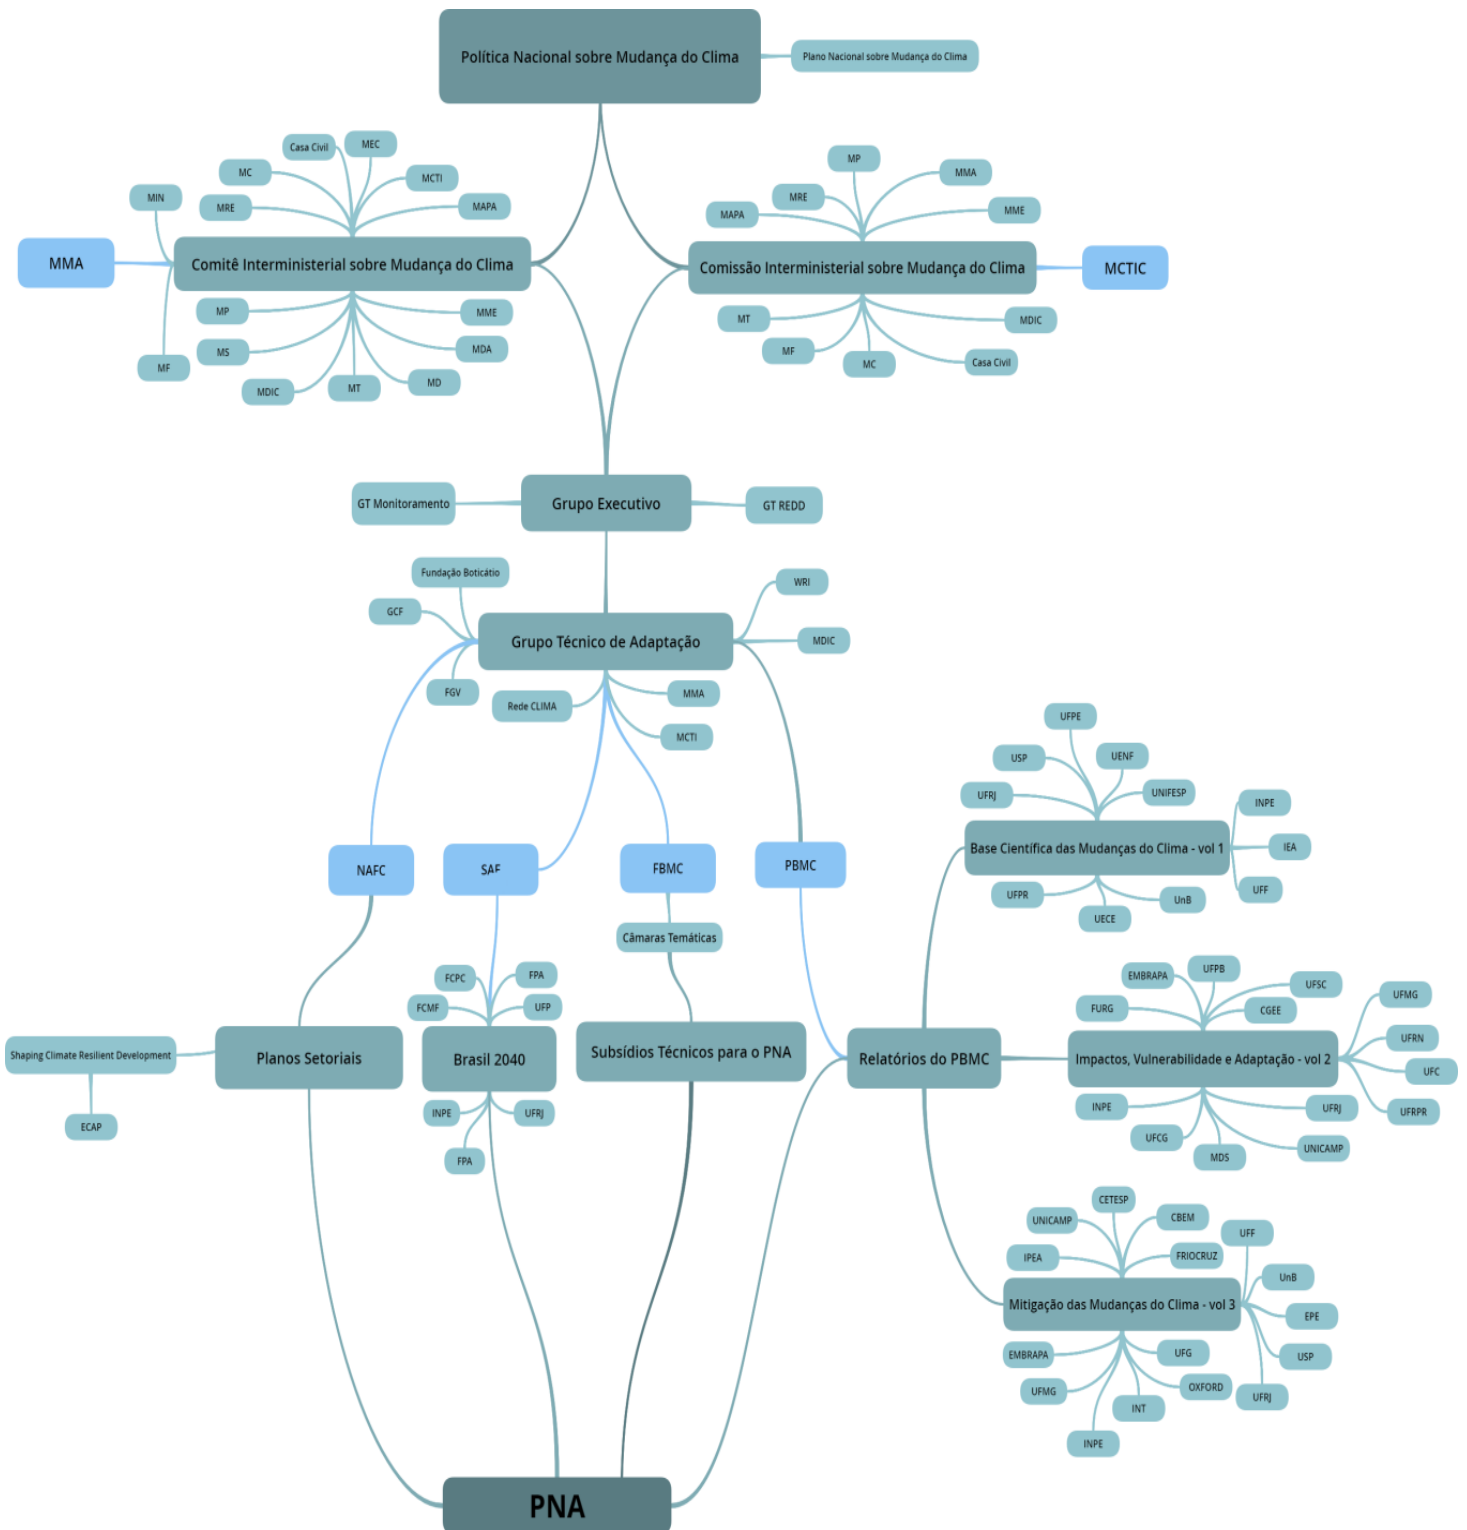 Política Nacional sobre Mudança do Clima
Plano Nacional sobre Mudança do Clima
Casa Civil
MEC
MC
MCTI
MIN
MRE
MAPA
MMA
Comitê Interministerial sobre Mudança do Clima
MP
MME
MS
MDA
MF
MDIC
MT
MD
MP
MMA
MRE
MAPA
MME
Comissão Interministerial sobre Mudança do Clima
MCTIC
MT
MDIC
MF
MC
Casa Civil
GT Monitoramento
Grupo Executivo
GT REDD
Fundação Boticátio
WRI
GCF
Grupo Técnico de Adaptação
MDIC
FGV
Rede CLIMA
MMA
MCTI
NAFC
SAE
FBMC
PBMC
Câmaras Temáticas
UFPE
USP
UENF
UFRJ
UNIFESP
INPE
Base Científica das Mudanças do Clima - vol 1
IEA
UFPR
UFF
UECE
UnB
FCPC
FPA
FCMF
UFP
Shaping Climate Resilient Development
Planos Setoriais
Brasil 2040
Subsídios Técnicos para o PNA
Relatórios do PBMC
ECAP
INPE
UFRJ
FPA
EMBRAPA
UFPB
UFSC
UFMG
FURG
CGEE
UFRN
Impactos, Vulnerabilidade e Adaptação - vol 2
UFC
INPE
UFRJ
UFRPR
UFCG
MDS
UNICAMP
CETESP
UNICAMP
CBEM
UFF
IPEA
FRIOCRUZ
UnB
Mitigação das Mudanças do Clima - vol 3
EPE
EMBRAPA
UFG
USP
UFMG
OXFORD
UFRJ
INT
INPE
PNA